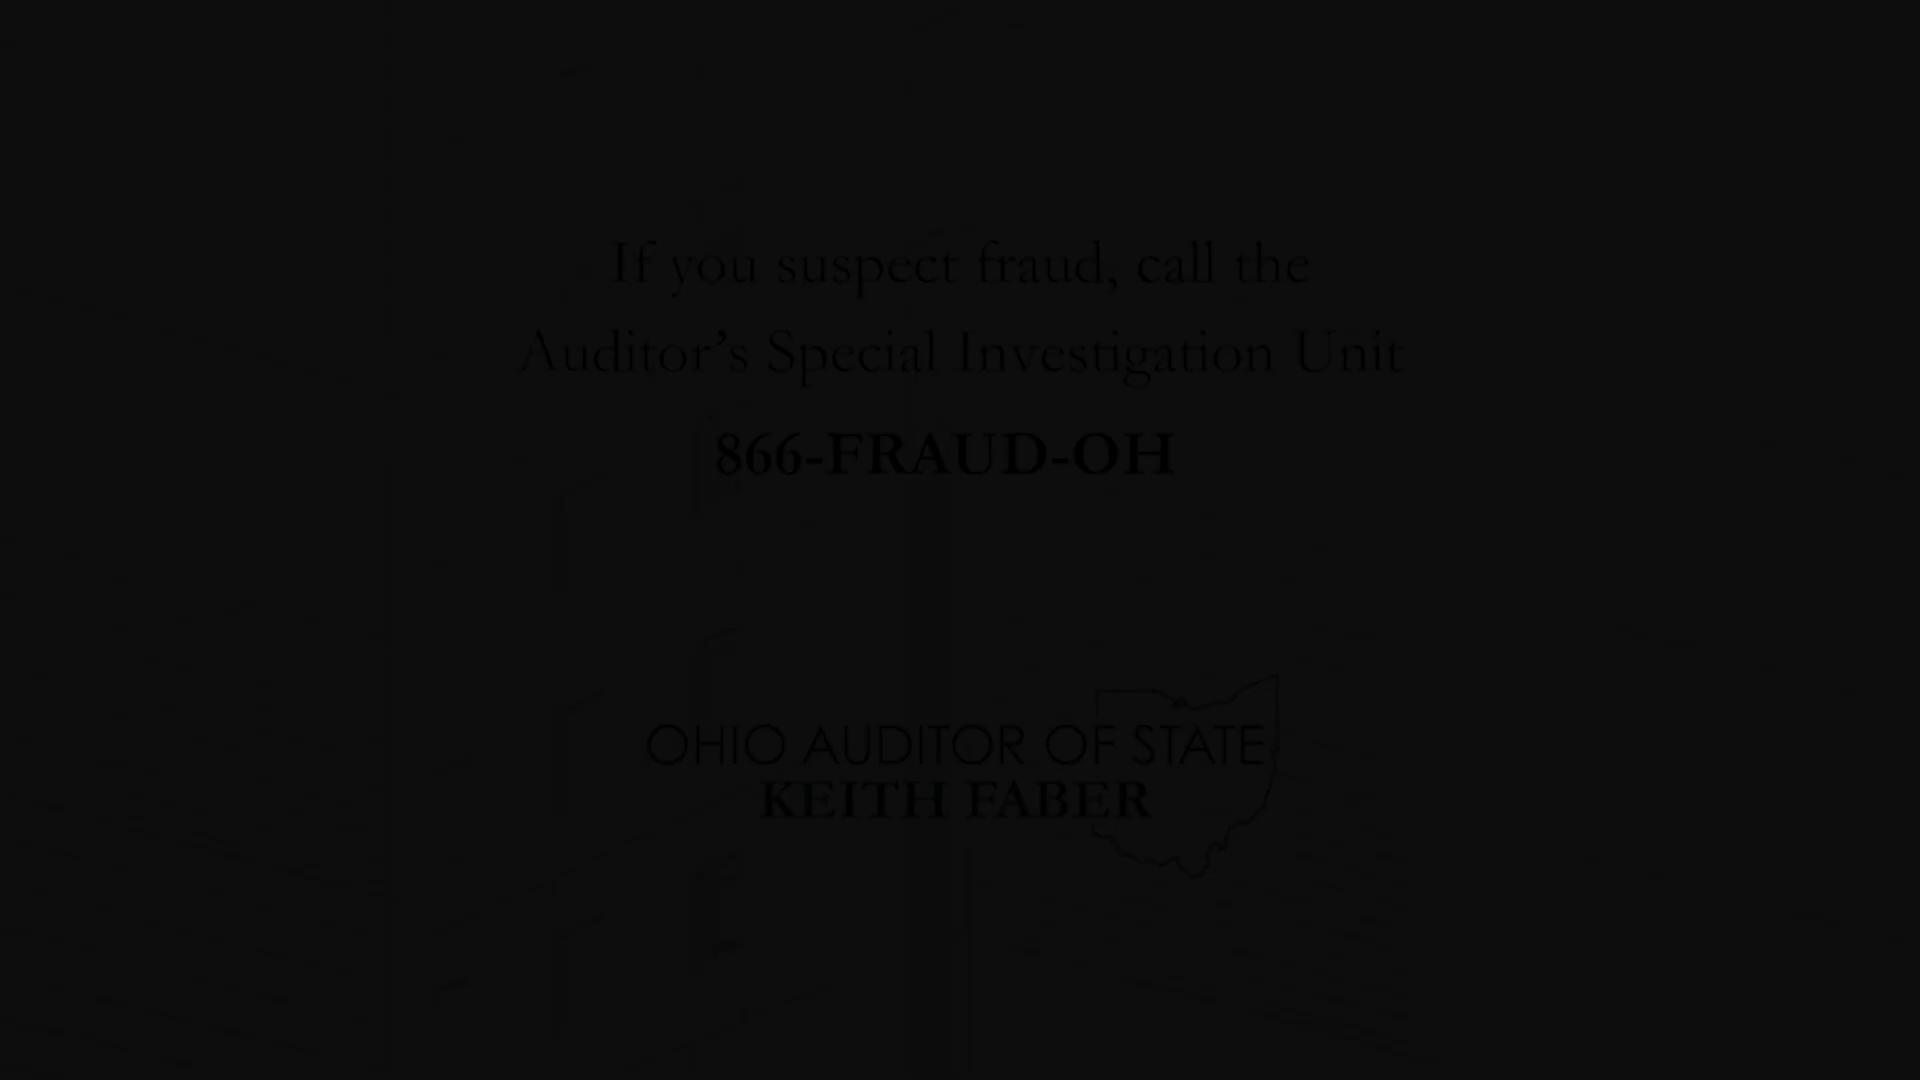 If you suspect fraud, call the
Auditor’s Special Investigation Unit
866-FRAUD-OH
OHIO AUDITOR OF STATE
KEITH FABER